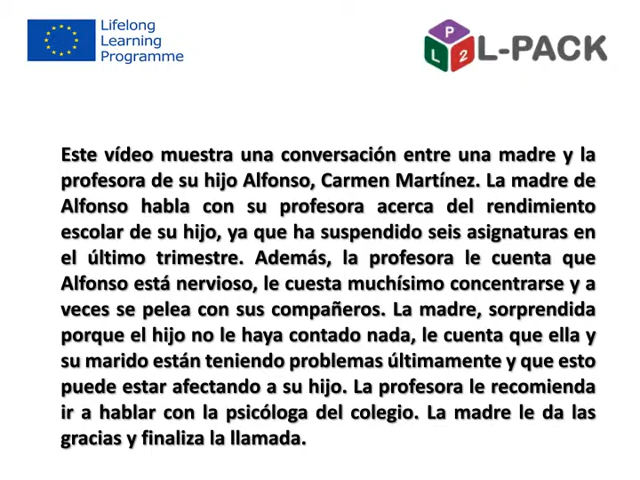 Lifelong
Learning
Programme
P
L
2
L-PACK
Este vídeo muestra una conversación entre una madre y la
profesora de su hijo Alfonso, Carmen Martínez. La madre de
Alfonso habla con su profesora acerca del rendimiento
escolar de su hijo, ya que ha suspendido seis asignaturas en
el último trimestre. Además, la profesora le cuenta que
Alfonso está nervioso, le cuesta muchísimo concentrarse y a
veces se pelea con sus compañeros. La madre, sorprendida
porque el hijo no le haya contado nada, le cuenta que ella y
su marido están teniendo problemas últimamente y que esto
puede estar afectando a su hijo. La profesora le recomienda
ir a hablar con la psicóloga del colegio. La madre le da las
gracias y finaliza la llamada.